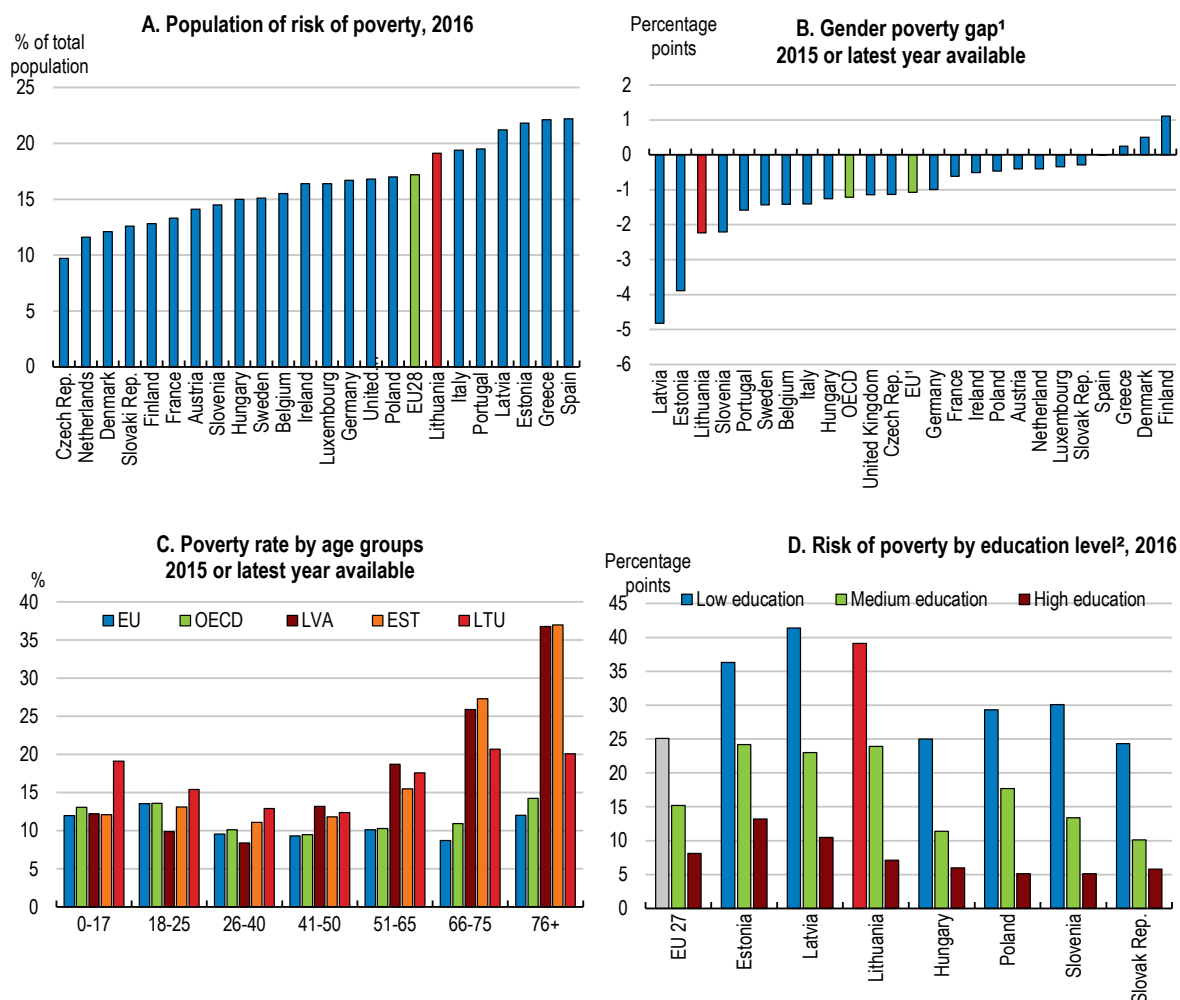 A. Population of risk of poverty, 2016
% of total
population
25
20
15
10
5
0
Czech Rep.
Netherlands
Denmark
Slovaki Rep.
Finland
France
Austria
Slovenia
Hungary
Sweden
Belgium
Ireland
Luxembourg
Germany
United.
Poland
EU28
Lithuania
Italy
Portugal
Latvia
Estonia
Greece
Spain
B. Gender poverty gap¹
2015 or latest year available
Percentage
points
2
1
0
-1
-2
-3
-4
-5
-6
Latvia
Estonia
Lithuania
Slovenia
Portugal
Sweden
Belgium
Italy
Hungary
OECD
United Kingdom
Czech Rep.
EU
Germany
France
Ireland
Poland
Austria
Netherland
Luxembourg
Slovak Rep.
Spain
Greece
Denmark
Finland
C. Poverty rate by age groups
2015 or latest year available
%
40
35
30
25
20
15
10
5
0
EU OECD LVA EST LTU
0-17 18-25 26-40 41-50 51-65 66-75 76+
D. Risk of poverty by education level², 2016
Percentage
points
45
40
35
30
25
20
15
10
5
0
Low education Medium education High education
EU 27
Estonia
Latvia
Lithuania
Hungary
Poland
Slovenia
Slovak Rep.